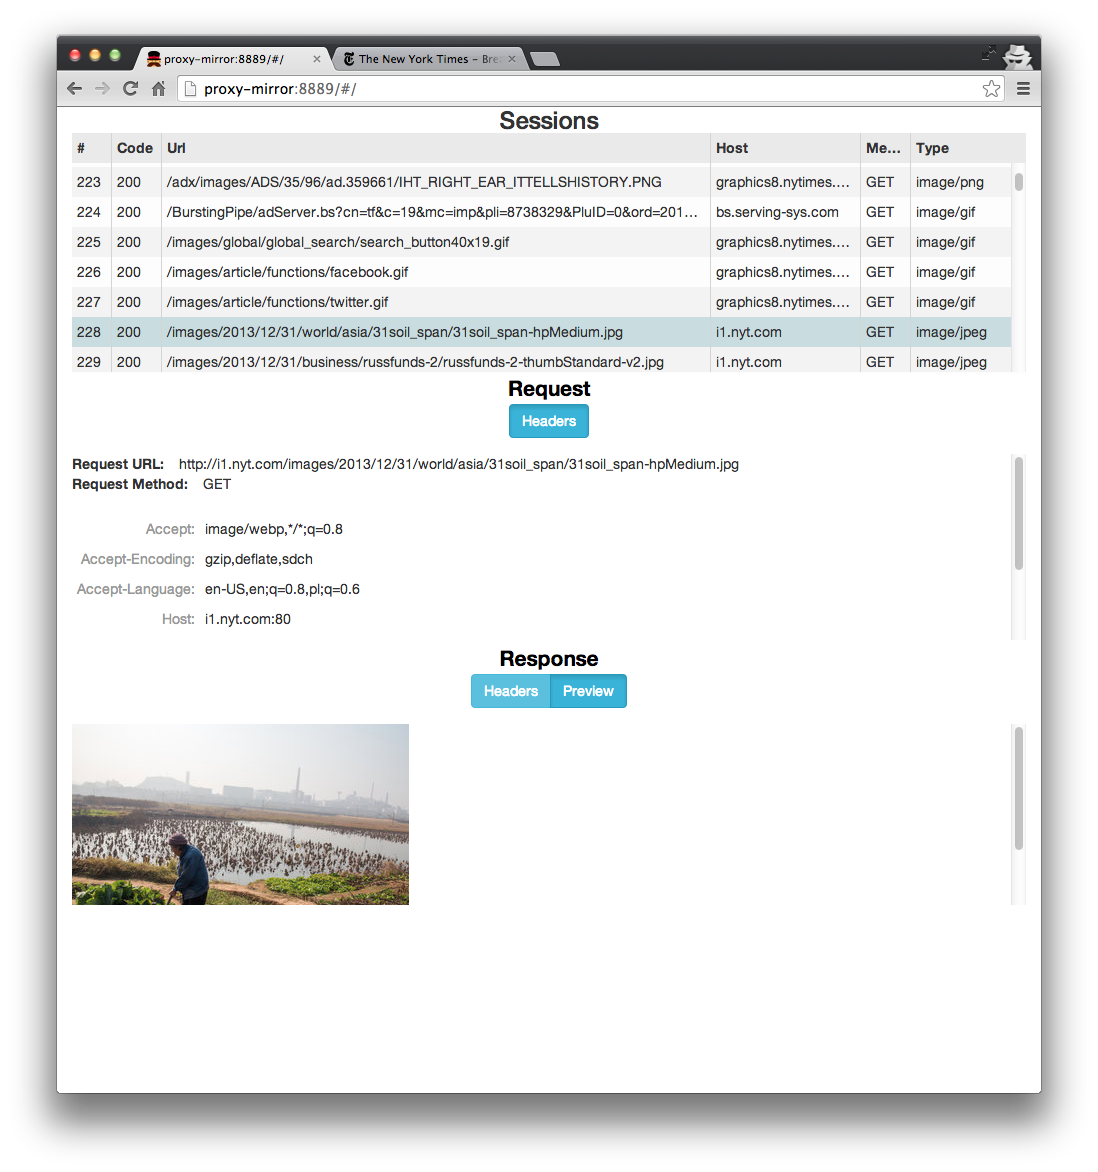 proxy-mirror:8889/#/
The New York Times – Bre
proxy-mirror:8889/#/
Sessions
# Code Url Host Me... Type
223 200 /adx/images/ADS/35/96/ad.359661/IHT_RIGHT_EAR_ITTELLSHISTORY.PNG graphics8.nytimes.... GET image/png
224 200 /BurstingPipe/adServer.bs?cn=tf&c=19&mc=imp&pli=8738329&PluID=0&ord=201... bs.serving-sys.com GET image/gif
225 200 /images/global/global_search/search_button40x19.gif graphics8.nytimes.... GET image/gif
226 200 /images/article/functions/facebook.gif graphics8.nytimes.... GET image/gif
227 200 /images/article/functions/twitter.gif graphics8.nytimes.... GET image/gif
228 200 /images/2013/12/31/world/asia/31soil_span/31soil_span-hpMedium.jpg i1.nyt.com GET image/jpeg
229 200 /images/2013/12/31/business/russfunds-2/russfunds-2-thumbStandard-v2.jpg i1.nyt.com GET image/jpeg
Request
Headers
Request URL: http://i1.nyt.com/images/2013/12/31/world/asia/31soil_span/31soil_span-hpMedium.jpg
Request Method: GET
Accept: image/webp,*/*;q=0.8
Accept-Encoding: gzip,deflate,sdch
Accept-Language: en-US,en;q=0.8,pl;q=0.6
Host: i1.nyt.com:80
Response
Headers Preview